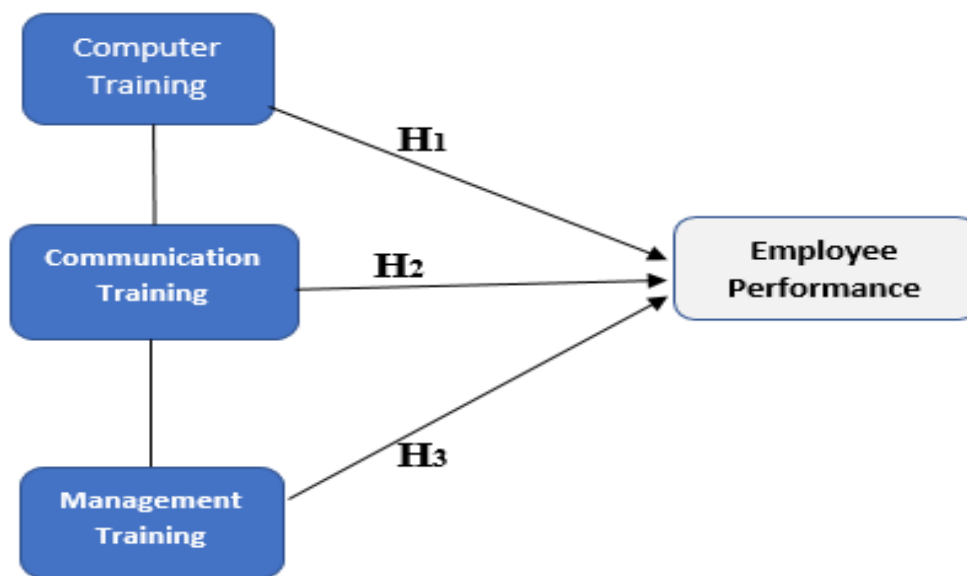 Computer
Training
H1
Communication
Training
H2
Employee
Performance
H3
Management
Training